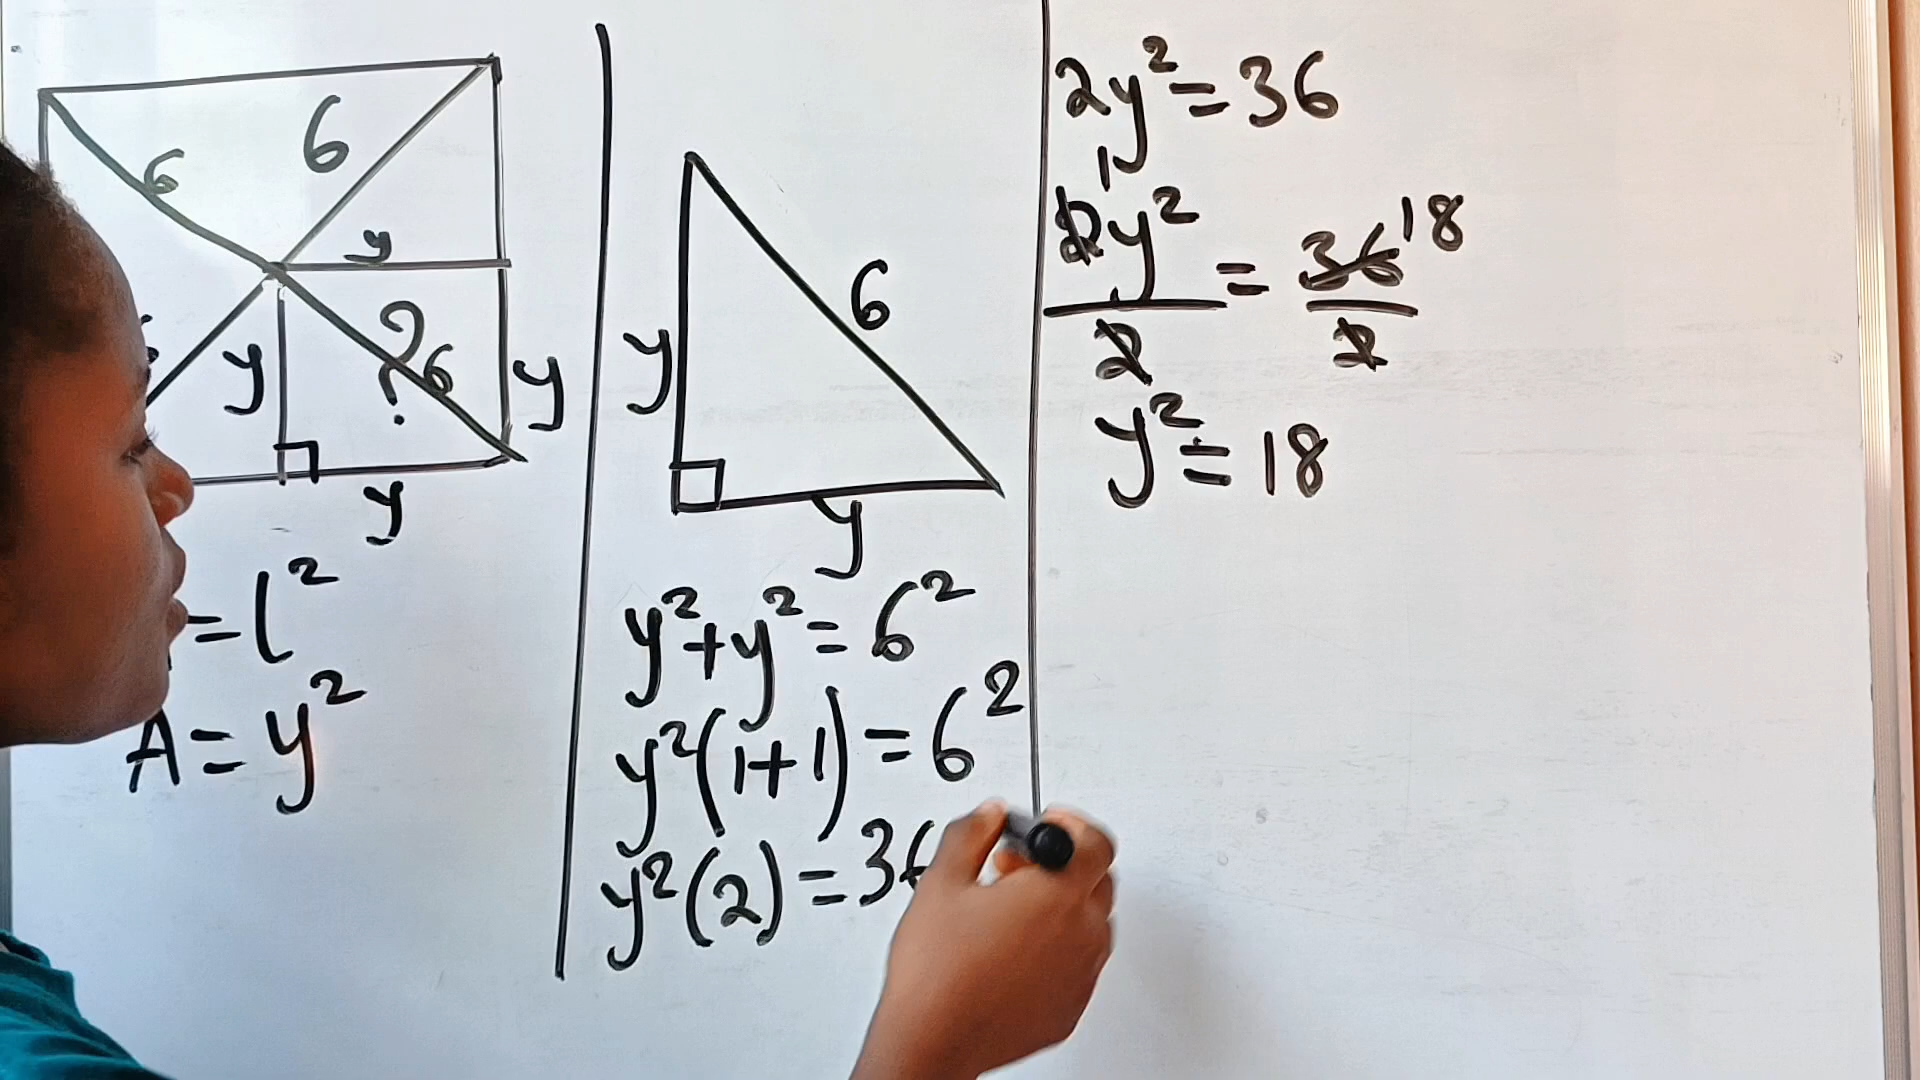 6
6
y
y
?
6
y
y
= l²
A = y²
y
6
y
y² + y² = 6²
y²(1+1) = 6²
y²(2) = 36
2y² = 36
1
2y² = 36 18
2 2
y² = 18